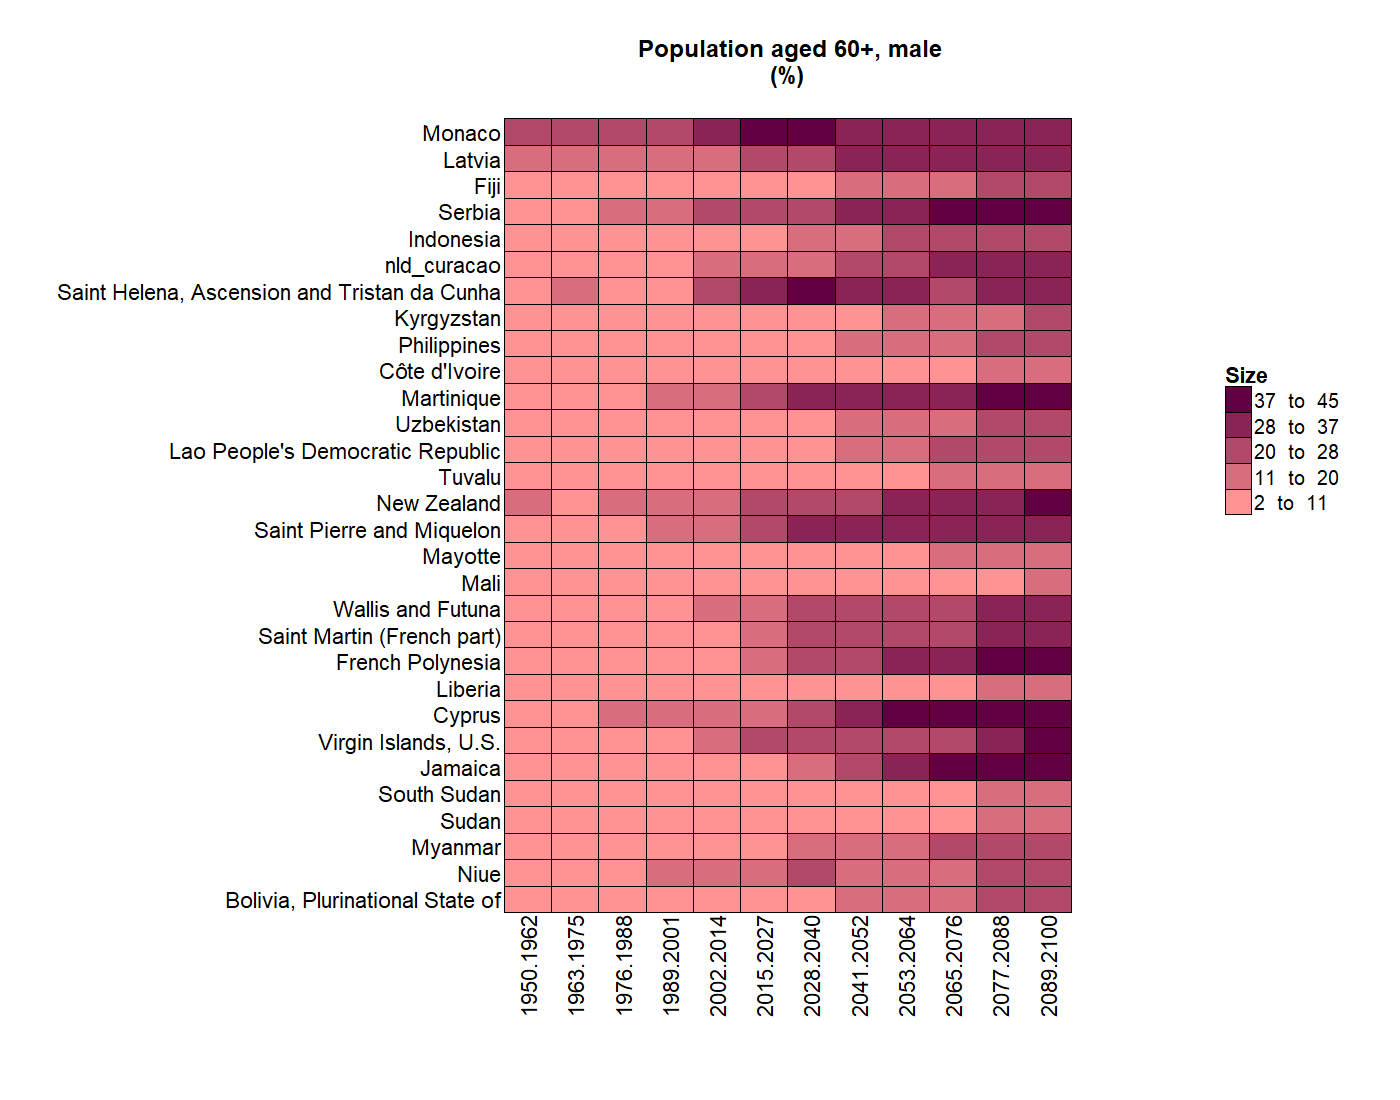 Population aged 60+, male
(%)
Monaco
Latvia
Fiji
Serbia
Indonesia
nld_curacao
Saint Helena, Ascension and Tristan da Cunha
Kyrgyzstan
Philippines
Côte d'Ivoire
Martinique
Uzbekistan
Lao People's Democratic Republic
Tuvalu
New Zealand
Saint Pierre and Miquelon
Mayotte
Mali
Wallis and Futuna
Saint Martin (French part)
French Polynesia
Liberia
Cyprus
Virgin Islands, U.S.
Jamaica
South Sudan
Sudan
Myanmar
Niue
Bolivia, Plurinational State of
1950.1962
1963.1975
1976.1988
1989.2001
2002.2014
2015.2027
2028.2040
2041.2052
2053.2064
2065.2076
2077.2088
2089.2100
Size
37 to 45
28 to 37
20 to 28
11 to 20
2 to 11